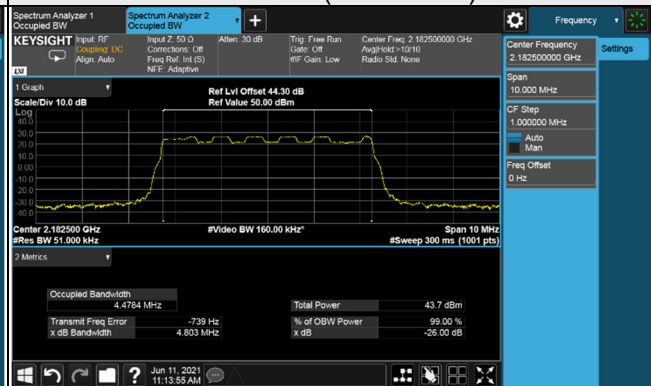 Spectrum Analyzer 1
Occupied BW
Spectrum Analyzer 2
Occupied BW
Frequency
KEYSIGHT
Input: RF
Coupling: DC
Align: Auto
Input Z: 50 Ω
Corrections: Off
Freq Ref: Int (S)
NFE: Adaptive
Atten: 30 dB
Trig: Free Run
Gate: Off
#IF Gain: Low
Center Freq: 2.182500000 GHz
Avg|Hold:>10/10
Radio Std: None
Center Frequency
2.182500000 GHz
Settings
Span
10.000 MHz
CF Step
1.000000 MHz
Auto
Man
Freq Offset
0 Hz
1 Graph
Scale/Div 10.0 dB
Ref Lvl Offset 44.30 dB
Ref Value 50.00 dBm
Log
40.0
30.0
20.0
10.0
0.00
-10.0
-20.0
-30.0
-40.0
Center 2.182500 GHz
#Res BW 51.000 kHz
#Video BW 160.00 kHz*
Span 10 MHz
#Sweep 300 ms (1001 pts)
2 Metrics
Occupied Bandwidth
4.4784 MHz
Total Power 43.7 dBm
Transmit Freq Error -739 Hz
% of OBW Power 99.00 %
x dB Bandwidth 4.803 MHz
x dB -26.00 dB
?
Jun 11, 2021
11:13:55 AM